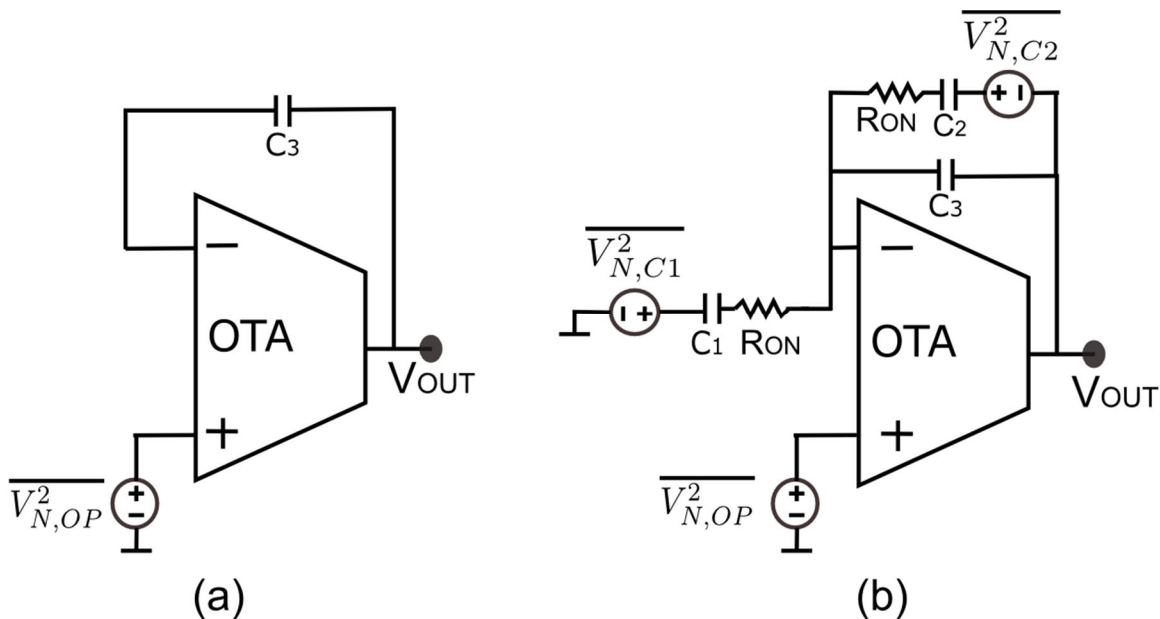 C3
−
OTA
VOUT
+
+
−
V²N,OP
(a)
V²N,C2
+ −
RON
C2
C3
V²N,C1
− +
C1
RON
−
OTA
VOUT
+
+
−
V²N,OP
(b)